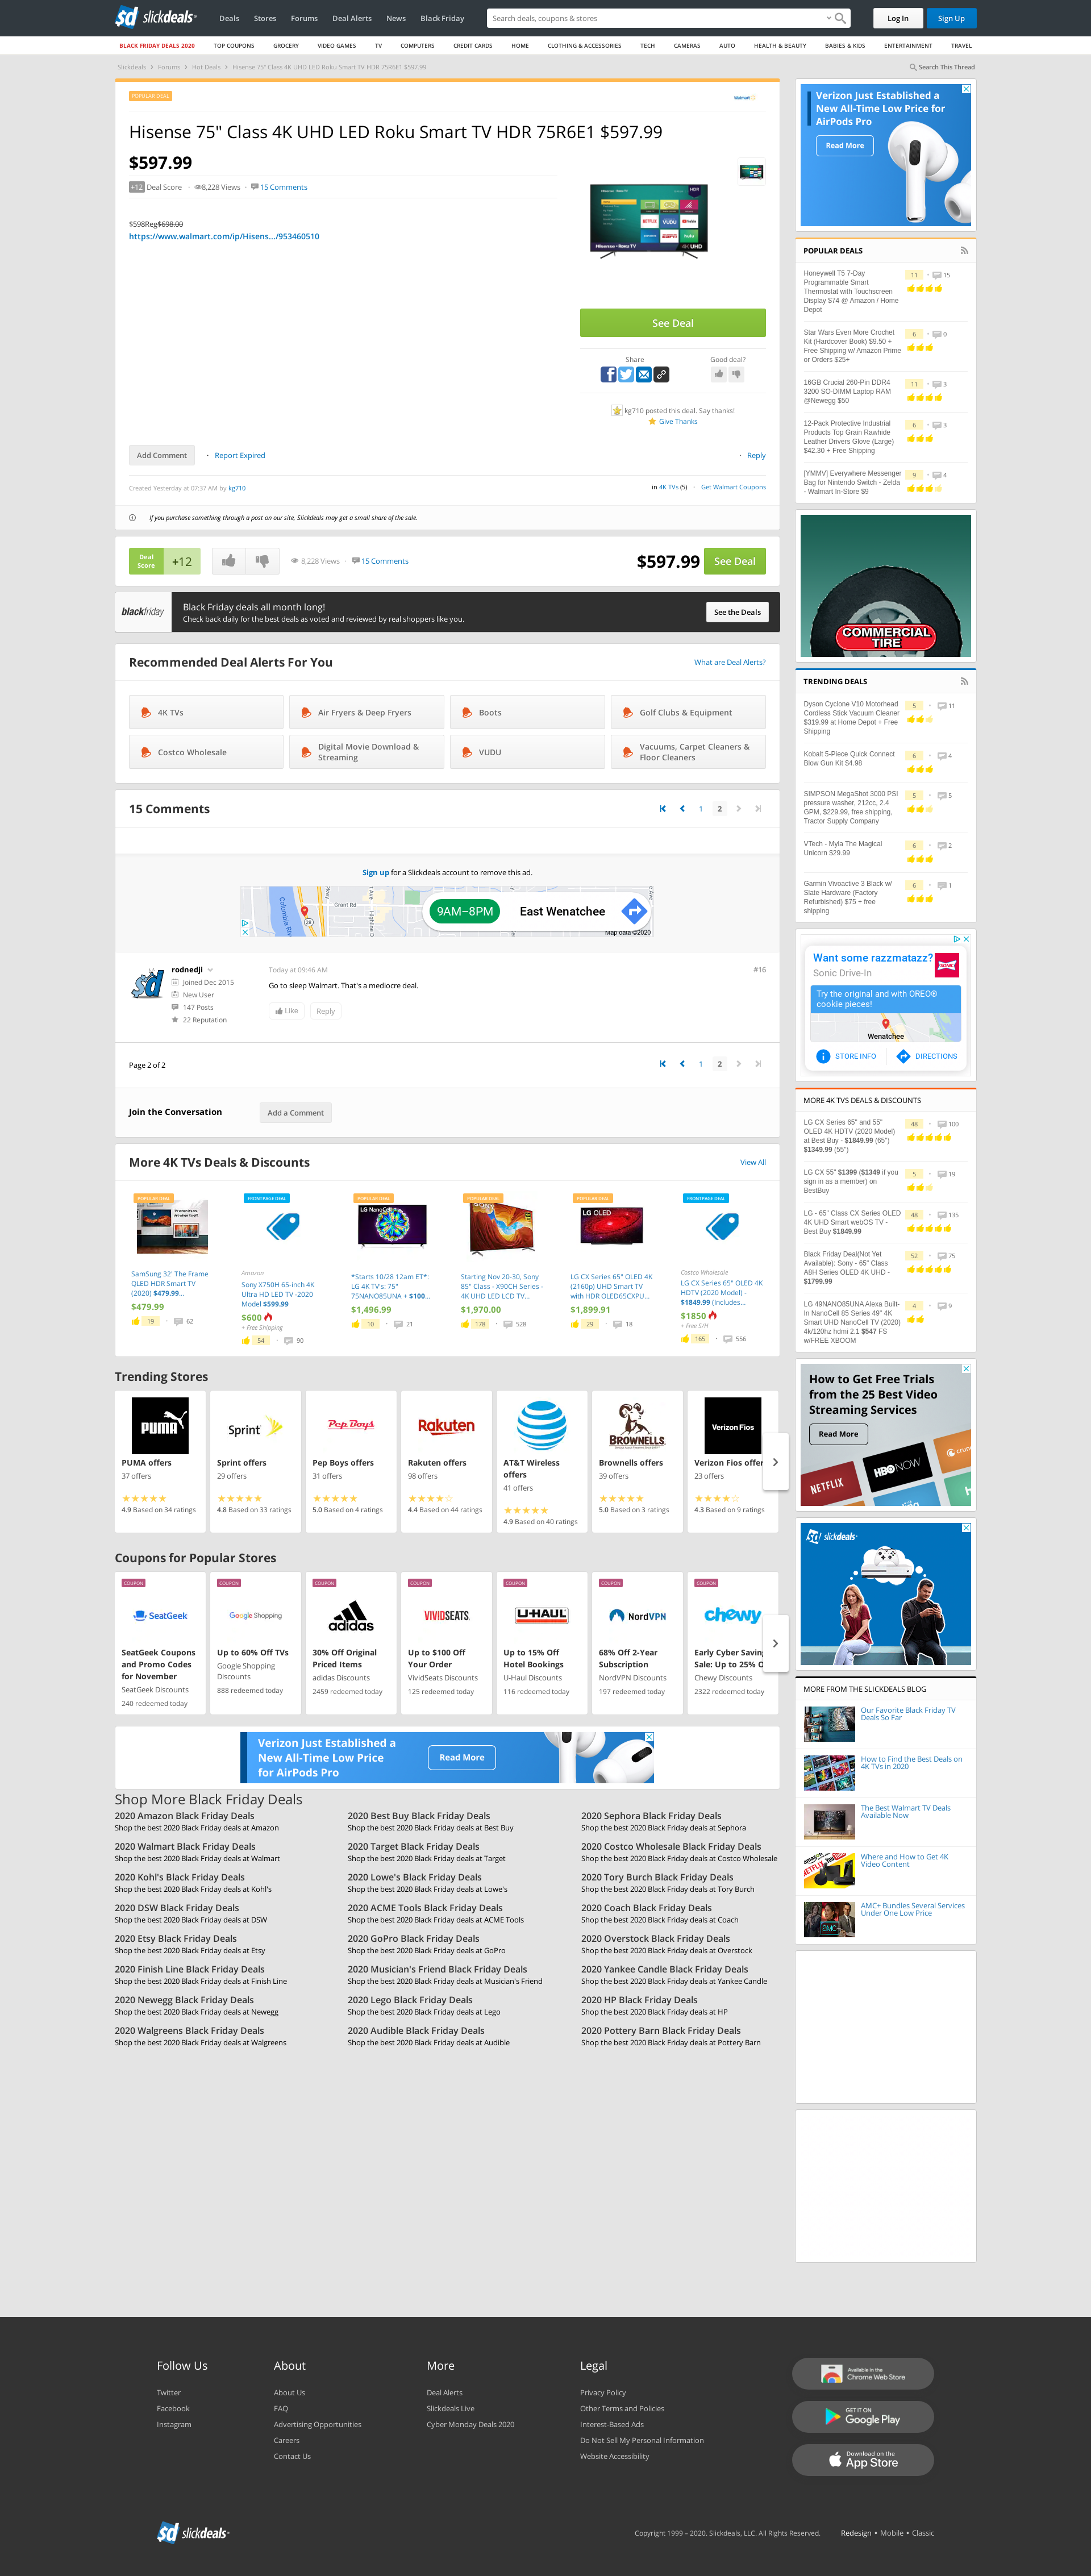 slickdeals
Deals Stores Forums Deal Alerts News Black Friday
Search deals, coupons & stores
Log In
Sign Up
BLACK FRIDAY DEALS 2020 TOP COUPONS GROCERY VIDEO GAMES TV COMPUTERS CREDIT CARDS HOME CLOTHING & ACCESSORIES TECH CAMERAS AUTO HEALTH & BEAUTY BABIES & KIDS ENTERTAINMENT TRAVEL
Slickdeals Forums Hot Deals Hisense 75" Class 4K UHD LED Roku Smart TV HDR 75R6E1 $597.99
Search This Thread
POPULAR DEAL
Walmart
Hisense 75" Class 4K UHD LED Roku Smart TV HDR 75R6E1 $597.99
$597.99
+12 Deal Score 8,228 Views 15 Comments
$598Reg$698.00
https://www.walmart.com/ip/Hisens.../953460510
See Deal
Share
Good deal?
kg710 posted this deal. Say thanks!
Give Thanks
Add Comment
Report Expired
Reply
Created Yesterday at 07:37 AM by kg710
in 4K TVs (5) Get Walmart Coupons
If you purchase something through a post on our site, Slickdeals may get a small share of the sale.
Deal Score +12
8,228 Views 15 Comments
$597.99 See Deal
blackfriday
Black Friday deals all month long!
Check back daily for the best deals as voted and reviewed by real shoppers like you.
See the Deals
Recommended Deal Alerts For You
What are Deal Alerts?
4K TVs
Air Fryers & Deep Fryers
Boots
Golf Clubs & Equipment
Costco Wholesale
Digital Movie Download & Streaming
VUDU
Vacuums, Carpet Cleaners & Floor Cleaners
15 Comments
1 2
Sign up for a Slickdeals account to remove this ad.
Grant Rd
Columbia River
28
9AM–8PM
East Wenatchee
Map data ©2020
rodnedji
Joined Dec 2015
New User
147 Posts
22 Reputation
Today at 09:46 AM
#16
Go to sleep Walmart. That's a mediocre deal.
Like
Reply
Page 2 of 2
1 2
Join the Conversation
Add a Comment
More 4K TVs Deals & Discounts
View All
POPULAR DEAL
SamSung 32' The Frame QLED HDR Smart TV (2020) $479.99...
$479.99
19 62
FRONTPAGE DEAL
Amazon
Sony X750H 65-inch 4K Ultra HD LED TV -2020 Model $599.99
$600
+ Free Shipping
54 90
POPULAR DEAL
LG NanoCell
*Starts 10/28 12am ET*: LG 4K TV's: 75" 75NANO85UNA + $100...
$1,496.99
10 21
POPULAR DEAL
Starting Nov 20-30, Sony 85" Class - X90CH Series - 4K UHD LED LCD TV...
$1,970.00
178 528
POPULAR DEAL
LG OLED
LG CX Series 65" OLED 4K (2160p) UHD Smart TV with HDR OLED65CXPU...
$1,899.91
29 18
FRONTPAGE DEAL
Costco Wholesale
LG CX Series 65" OLED 4K HDTV (2020 Model) - $1849.99 (Includes...
$1850
+ Free S/H
165 556
Trending Stores
PUMA
PUMA offers
37 offers
4.9 Based on 34 ratings
Sprint
Sprint offers
29 offers
4.8 Based on 33 ratings
Pep Boys
Pep Boys offers
31 offers
5.0 Based on 4 ratings
Rakuten
Rakuten offers
98 offers
4.4 Based on 44 ratings
AT&T Wireless offers
41 offers
4.9 Based on 40 ratings
BROWNELLS
Brownells offers
39 offers
5.0 Based on 3 ratings
Verizon Fios
Verizon Fios offer
23 offers
4.3 Based on 9 ratings
Coupons for Popular Stores
COUPON
SeatGeek
SeatGeek Coupons and Promo Codes for November
SeatGeek Discounts
240 redeemed today
COUPON
Google Shopping
Up to 60% Off TVs
Google Shopping Discounts
888 redeemed today
COUPON
adidas
30% Off Original Priced Items
adidas Discounts
2459 redeemed today
COUPON
VIVIDSEATS
Up to $100 Off Your Order
VividSeats Discounts
125 redeemed today
COUPON
U-HAUL
Up to 15% Off Hotel Bookings
U-Haul Discounts
116 redeemed today
COUPON
NordVPN
68% Off 2-Year Subscription
NordVPN Discounts
197 redeemed today
COUPON
chewy
Early Cyber Saving Sale: Up to 25% O
Chewy Discounts
2322 redeemed today
Verizon Just Established a New All-Time Low Price for AirPods Pro
Read More
Shop More Black Friday Deals
2020 Amazon Black Friday Deals
Shop the best 2020 Black Friday deals at Amazon
2020 Best Buy Black Friday Deals
Shop the best 2020 Black Friday deals at Best Buy
2020 Sephora Black Friday Deals
Shop the best 2020 Black Friday deals at Sephora
2020 Walmart Black Friday Deals
Shop the best 2020 Black Friday deals at Walmart
2020 Target Black Friday Deals
Shop the best 2020 Black Friday deals at Target
2020 Costco Wholesale Black Friday Deals
Shop the best 2020 Black Friday deals at Costco Wholesale
2020 Kohl's Black Friday Deals
Shop the best 2020 Black Friday deals at Kohl's
2020 Lowe's Black Friday Deals
Shop the best 2020 Black Friday deals at Lowe's
2020 Tory Burch Black Friday Deals
Shop the best 2020 Black Friday deals at Tory Burch
2020 DSW Black Friday Deals
Shop the best 2020 Black Friday deals at DSW
2020 ACME Tools Black Friday Deals
Shop the best 2020 Black Friday deals at ACME Tools
2020 Coach Black Friday Deals
Shop the best 2020 Black Friday deals at Coach
2020 Etsy Black Friday Deals
Shop the best 2020 Black Friday deals at Etsy
2020 GoPro Black Friday Deals
Shop the best 2020 Black Friday deals at GoPro
2020 Overstock Black Friday Deals
Shop the best 2020 Black Friday deals at Overstock
2020 Finish Line Black Friday Deals
Shop the best 2020 Black Friday deals at Finish Line
2020 Musician's Friend Black Friday Deals
Shop the best 2020 Black Friday deals at Musician's Friend
2020 Yankee Candle Black Friday Deals
Shop the best 2020 Black Friday deals at Yankee Candle
2020 Newegg Black Friday Deals
Shop the best 2020 Black Friday deals at Newegg
2020 Lego Black Friday Deals
Shop the best 2020 Black Friday deals at Lego
2020 HP Black Friday Deals
Shop the best 2020 Black Friday deals at HP
2020 Walgreens Black Friday Deals
Shop the best 2020 Black Friday deals at Walgreens
2020 Audible Black Friday Deals
Shop the best 2020 Black Friday deals at Audible
2020 Pottery Barn Black Friday Deals
Shop the best 2020 Black Friday deals at Pottery Barn
Verizon Just Established a
New All-Time Low Price for
AirPods Pro
Read More
POPULAR DEALS
Honeywell T5 7-Day Programmable Smart Thermostat with Touchscreen Display $74 @ Amazon / Home Depot
11 15
Star Wars Even More Crochet Kit (Hardcover Book) $9.50 + Free Shipping w/ Amazon Prime or Orders $25+
6 0
16GB Crucial 260-Pin DDR4 3200 SO-DIMM Laptop RAM @Newegg $50
11 3
12-Pack Protective Industrial Products Top Grain Rawhide Leather Drivers Glove (Large) $42.30 + Free Shipping
6 3
[YMMV] Everywhere Messenger Bag for Nintendo Switch - Zelda - Walmart In-Store $9
9 4
COMMERCIAL TIRE
TRENDING DEALS
Dyson Cyclone V10 Motorhead Cordless Stick Vacuum Cleaner $319.99 at Home Depot + Free Shipping
5 11
Kobalt 5-Piece Quick Connect Blow Gun Kit $4.98
6 4
SIMPSON MegaShot 3000 PSI pressure washer, 212cc, 2.4 GPM, $229.99, free shipping, Tractor Supply Company
5 5
VTech - Myla The Magical Unicorn $29.99
6 2
Garmin Vivoactive 3 Black w/ Slate Hardware (Factory Refurbished) $75 + free shipping
6 1
Want some razzmatazz?
Sonic Drive-In
Try the original and with OREO® cookie pieces!
Wenatchee
STORE INFO DIRECTIONS
MORE 4K TVS DEALS & DISCOUNTS
LG CX Series 65" and 55" OLED 4K HDTV (2020 Model) at Best Buy - $1849.99 (65") $1349.99 (55")
48 100
LG CX 55" $1399 ($1349 if you sign in as a member) on BestBuy
5 19
LG - 65" Class CX Series OLED 4K UHD Smart webOS TV - Best Buy $1849.99
48 135
Black Friday Deal(Not Yet Available): Sony - 65" Class A8H Series OLED 4K UHD - $1799.99
52 75
LG 49NANO85UNA Alexa Built-In NanoCell 85 Series 49" 4K Smart UHD NanoCell TV (2020) 4k/120hz hdmi 2.1 $547 FS w/FREE XBOOM
4 9
How to Get Free Trials
from the 25 Best Video
Streaming Services
Read More
NETFLIX HBO NOW
slickdeals
MORE FROM THE SLICKDEALS BLOG
Our Favorite Black Friday TV Deals So Far
How to Find the Best Deals on 4K TVs in 2020
The Best Walmart TV Deals Available Now
Where and How to Get 4K Video Content
AMC+ Bundles Several Services Under One Low Price
Follow Us
Twitter
Facebook
Instagram
About
About Us
FAQ
Advertising Opportunities
Careers
Contact Us
More
Deal Alerts
Slickdeals Live
Cyber Monday Deals 2020
Legal
Privacy Policy
Other Terms and Policies
Interest-Based Ads
Do Not Sell My Personal Information
Website Accessibility
Available in the Chrome Web Store
GET IT ON Google Play
Download on the App Store
slickdeals
Copyright 1999 – 2020. Slickdeals, LLC. All Rights Reserved.
Redesign • Mobile • Classic